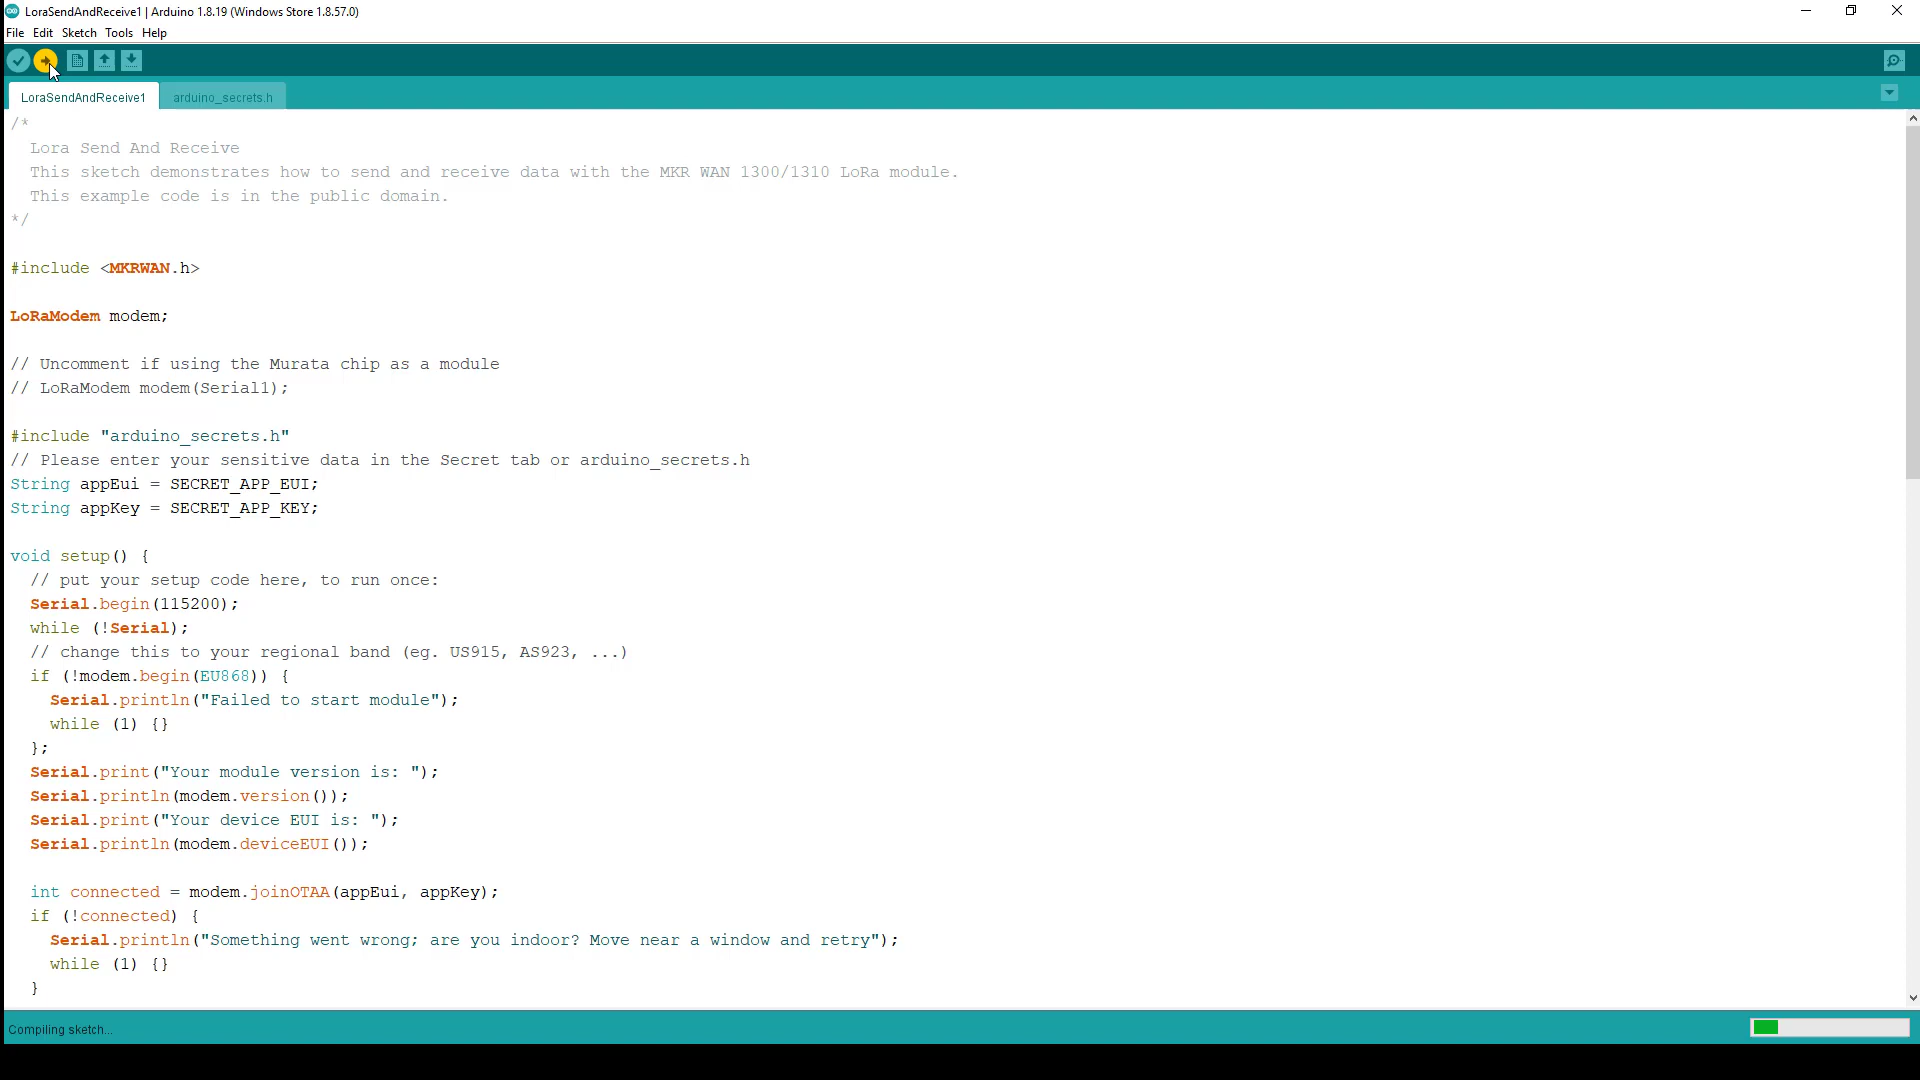 LoraSendAndReceive1 | Arduino 1.8.19 (Windows Store 1.8.57.0)
File Edit Sketch Tools Help
LoraSendAndReceive1 arduino_secrets.h
/*
  Lora Send And Receive
  This sketch demonstrates how to send and receive data with the MKR WAN 1300/1310 LoRa module.
  This example code is in the public domain.
*/
#include <MKRWAN.h>
LoRaModem modem;
// Uncomment if using the Murata chip as a module
// LoRaModem modem(Serial1);
#include "arduino_secrets.h"
// Please enter your sensitive data in the Secret tab or arduino_secrets.h
String appEui = SECRET_APP_EUI;
String appKey = SECRET_APP_KEY;
void setup() {
  // put your setup code here, to run once:
  Serial.begin(115200);
  while (!Serial);
  // change this to your regional band (eg. US915, AS923, ...)
  if (!modem.begin(EU868)) {
    Serial.println("Failed to start module");
    while (1) {}
  };
  Serial.print("Your module version is: ");
  Serial.println(modem.version());
  Serial.print("Your device EUI is: ");
  Serial.println(modem.deviceEUI());
  int connected = modem.joinOTAA(appEui, appKey);
  if (!connected) {
    Serial.println("Something went wrong; are you indoor? Move near a window and retry");
    while (1) {}
  }
Compiling sketch...